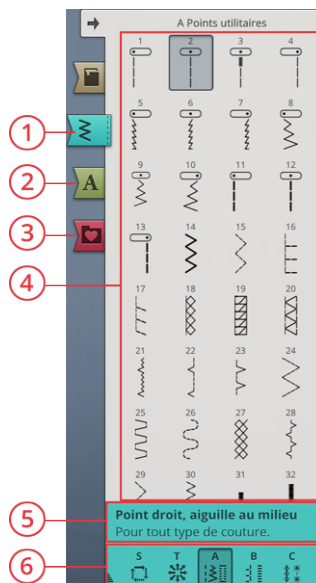 A Points utilitaires
1 2 3 4
5 6 7 8
9 10 11 12
13 14 15 16
17 18 19 20
21 22 23 24
25 26 27 28
29 30 31 32
1
2
A
3
4
5
Point droit, aiguille au milieu
Pour tout type de couture.
6
S T A B C